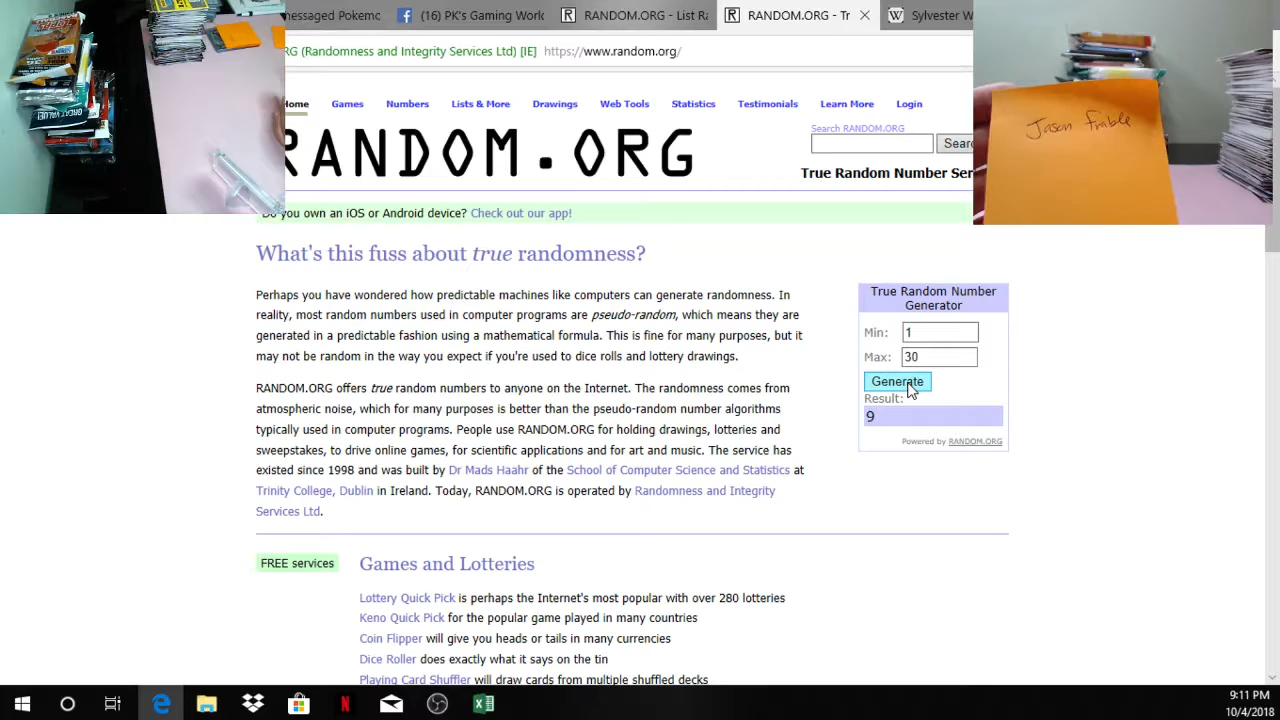 messaged Pokemo
(16) PK's Gaming Work
RANDOM.ORG - List Ra
RANDOM.ORG - Tr
Sylvester W
RG (Randomness and Integrity Services Ltd) [IE] https://www.random.org/
Home Games Numbers Lists & More Drawings Web Tools Statistics Testimonials Learn More Login
RANDOM.ORG
Search RANDOM.ORG
Searc
True Random Number Ser
Do you own an iOS or Android device? Check out our app!
GREAT VALUE!
Jason Frable
What's this fuss about true randomness?
Perhaps you have wondered how predictable machines like computers can generate randomness. In
reality, most random numbers used in computer programs are pseudo-random, which means they are
generated in a predictable fashion using a mathematical formula. This is fine for many purposes, but it
may not be random in the way you expect if you're used to dice rolls and lottery drawings.
RANDOM.ORG offers true random numbers to anyone on the Internet. The randomness comes from
atmospheric noise, which for many purposes is better than the pseudo-random number algorithms
typically used in computer programs. People use RANDOM.ORG for holding drawings, lotteries and
sweepstakes, to drive online games, for scientific applications and for art and music. The service has
existed since 1998 and was built by Dr Mads Haahr of the School of Computer Science and Statistics at
Trinity College, Dublin in Ireland. Today, RANDOM.ORG is operated by Randomness and Integrity
Services Ltd.
True Random Number
Generator
Min: 1
Max: 30
Generate
Result:
9
Powered by RANDOM.ORG
FREE services
Games and Lotteries
Lottery Quick Pick is perhaps the Internet's most popular with over 280 lotteries
Keno Quick Pick for the popular game played in many countries
Coin Flipper will give you heads or tails in many currencies
Dice Roller does exactly what it says on the tin
Playing Card Shuffler will draw cards from multiple shuffled decks
9:11 PM
10/4/2018